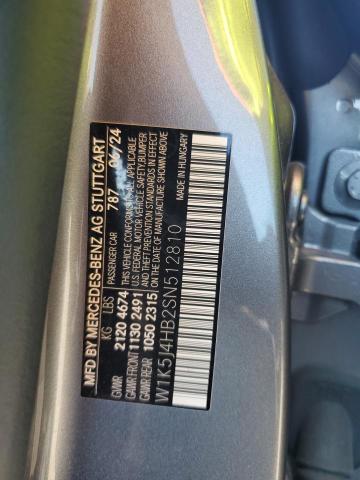 MFD BY MERCEDES-BENZ AG STUTTGART
KG LBS PASSENGER CAR 787 06/24
GVWR 2120 4674 THIS VEHICLE CONFORMS TO ALL APPLICABLE
GAWR FRONT 1130 2491 U.S. FEDERAL MOTOR VEHICLE SAFETY/BUMPER
GAWR REAR 1050 2315 AND THEFT PREVENTION STANDARDS IN EFFECT
ON THE DATE OF MANUFACTURE SHOWN ABOVE
W1K5J4HB2SN512810 MADE IN HUNGARY